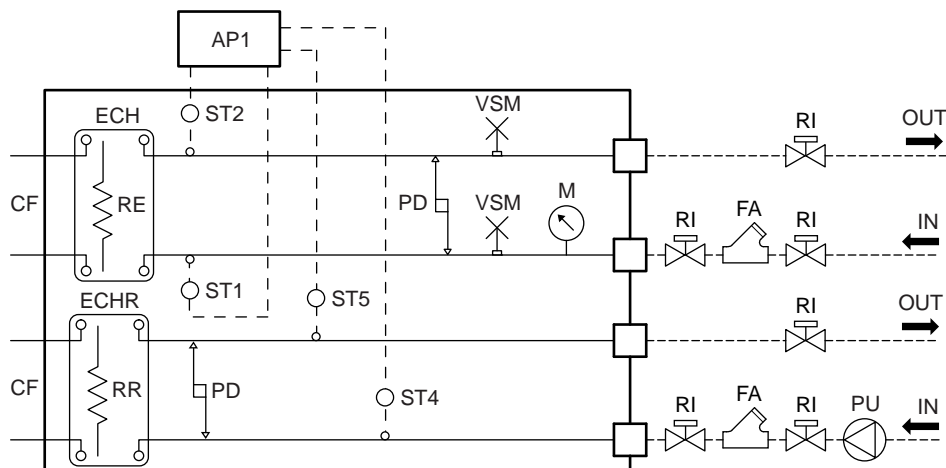 AP1
ECH
ST2
VSM
RI
OUT
CF
RE
PD
VSM
M
RI
FA
RI
IN
ECHR
ST1
ST5
RI
OUT
CF
RR
PD
ST4
RI
FA
RI
PU
IN